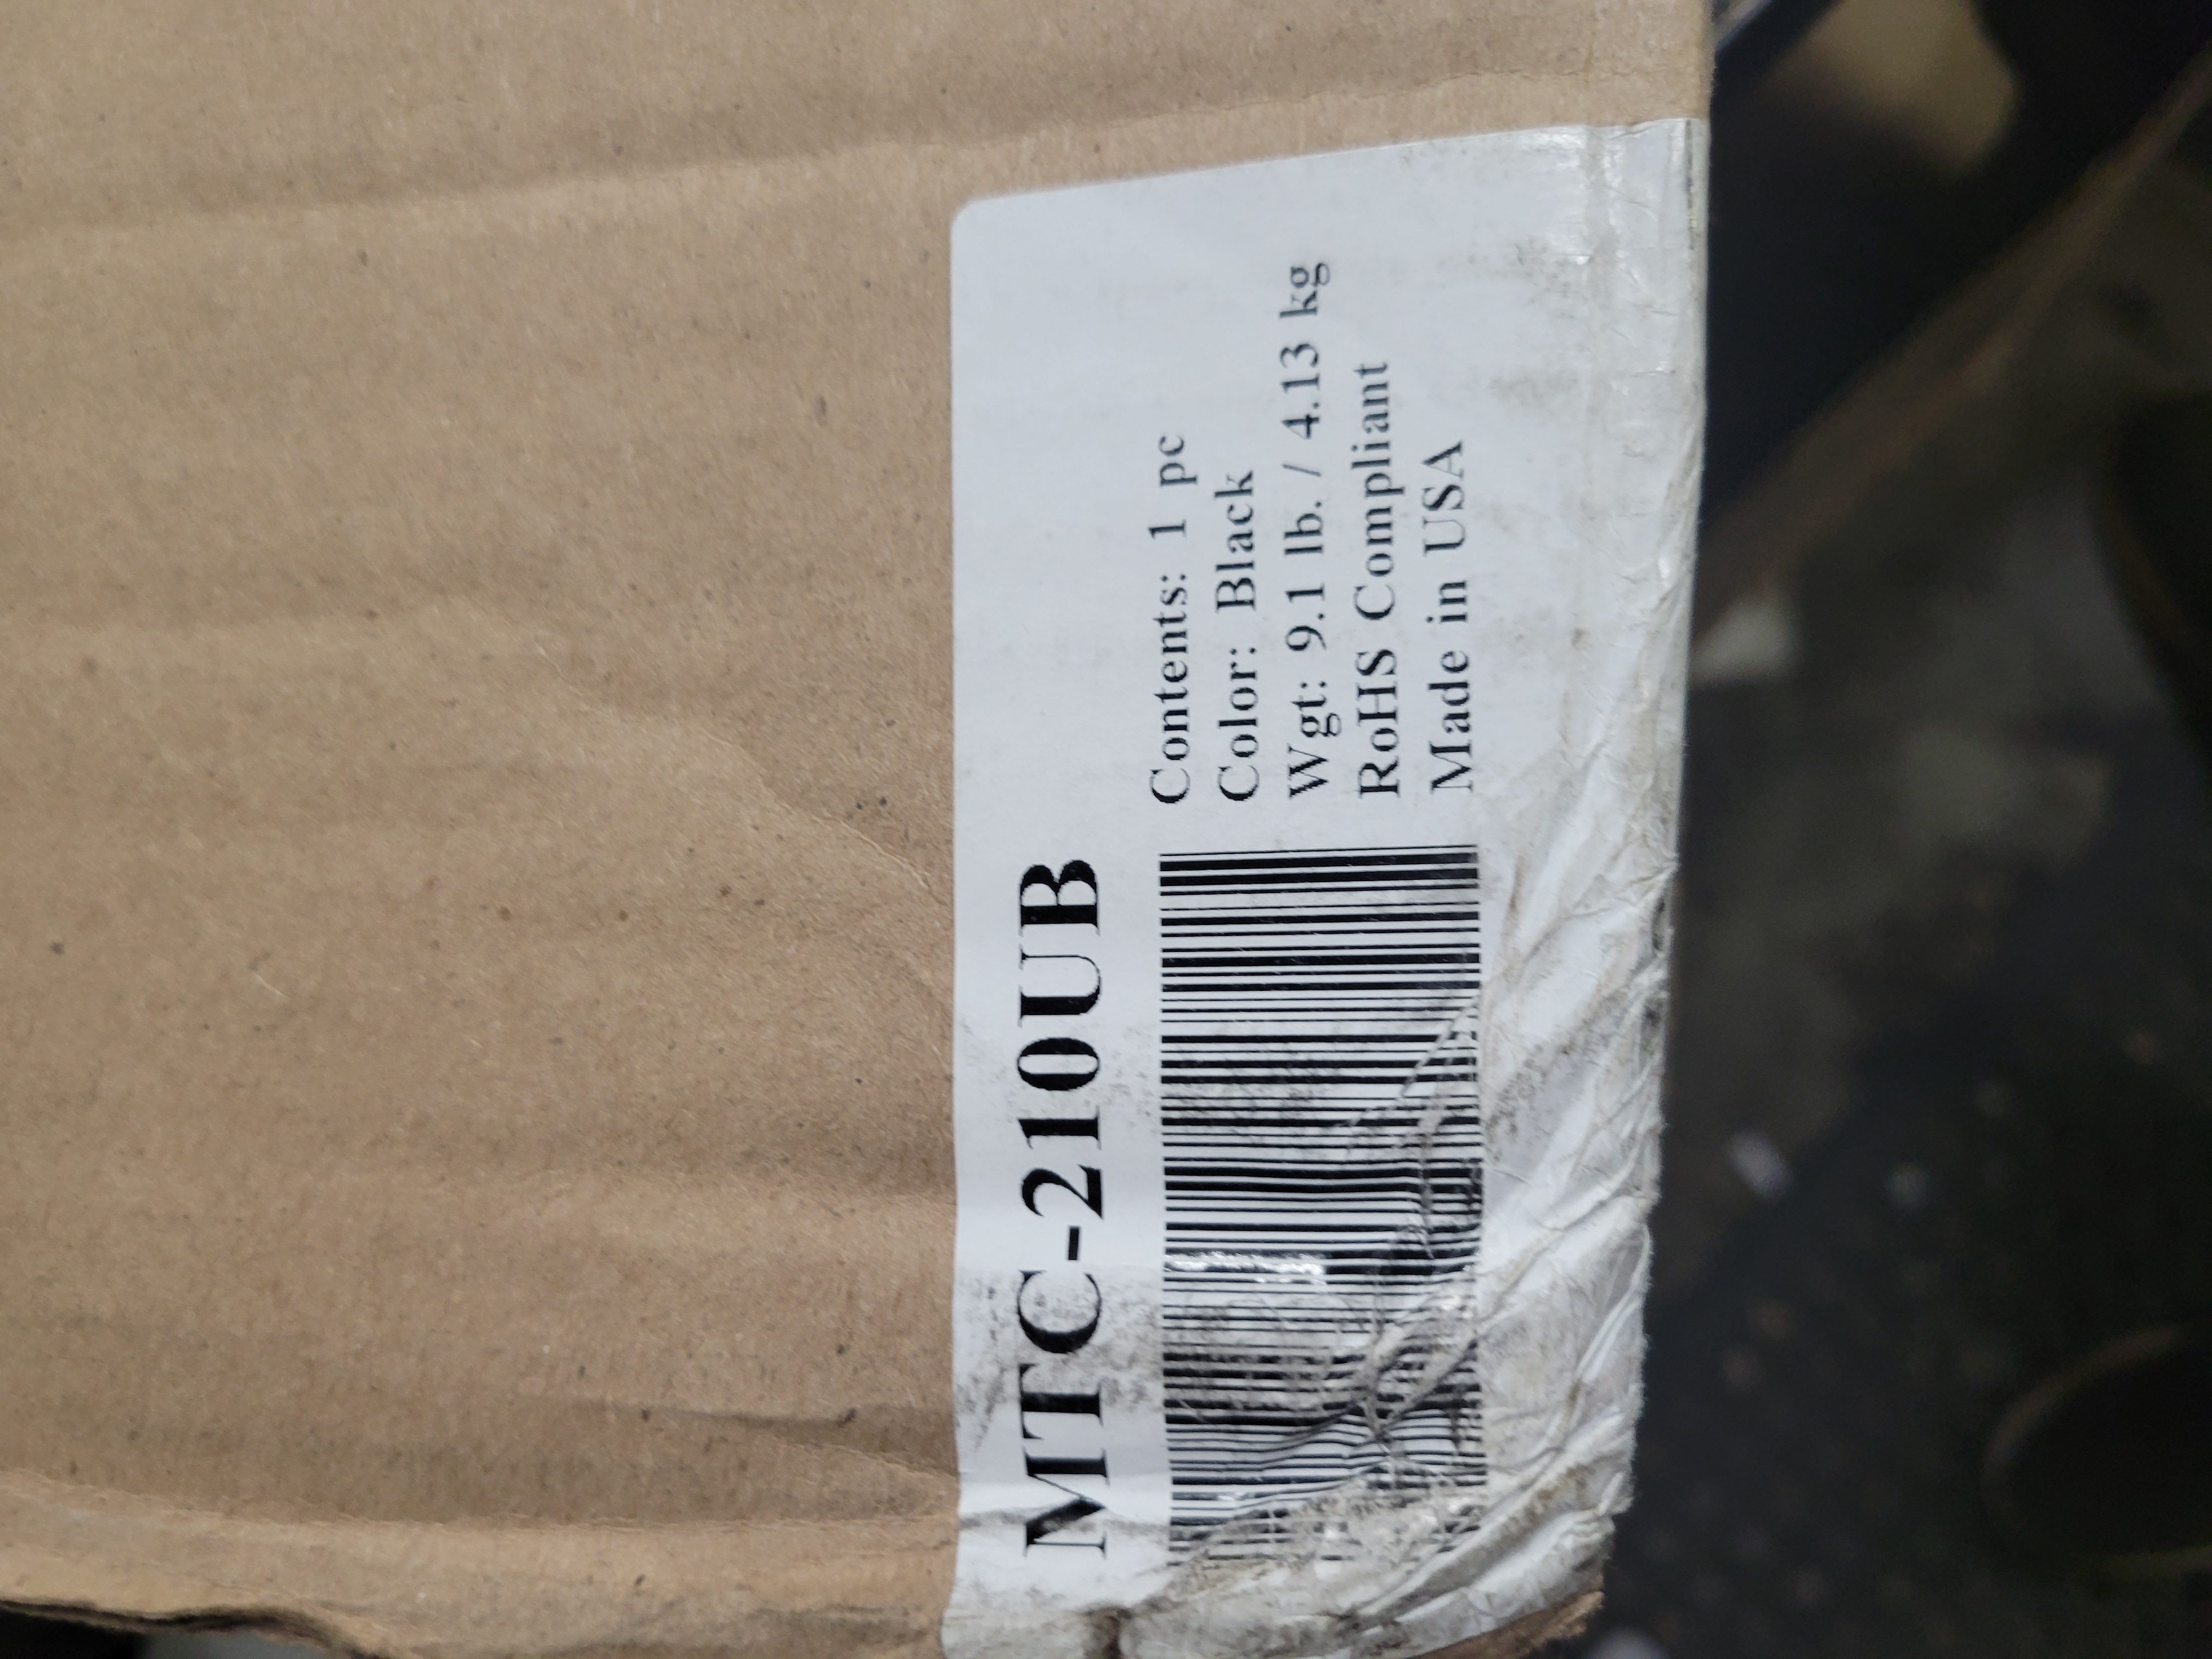 MTC-210UB
Contents: 1 pc
Color: Black
Wgt: 9.1 lb. / 4.13 kg
RoHS Compliant
Made in USA